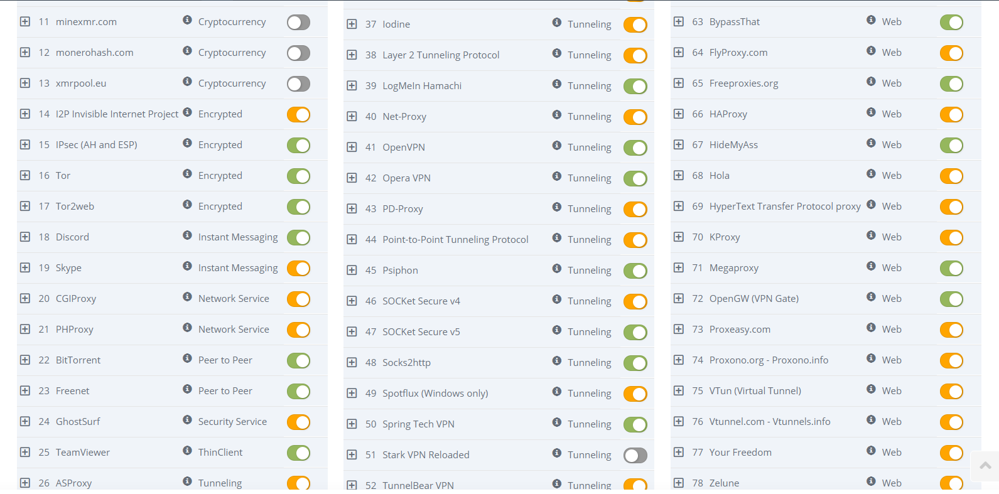 11 minexmr.com Cryptocurrency
12 monerohash.com Cryptocurrency
13 xmrpool.eu Cryptocurrency
14 I2P Invisible Internet Project Encrypted
15 IPsec (AH and ESP) Encrypted
16 Tor Encrypted
17 Tor2web Encrypted
18 Discord Instant Messaging
19 Skype Instant Messaging
20 CGIProxy Network Service
21 PHProxy Network Service
22 BitTorrent Peer to Peer
23 Freenet Peer to Peer
24 GhostSurf Security Service
25 TeamViewer ThinClient
26 ASProxy Tunneling
37 Iodine Tunneling
38 Layer 2 Tunneling Protocol Tunneling
39 LogMeIn Hamachi Tunneling
40 Net-Proxy Tunneling
41 OpenVPN Tunneling
42 Opera VPN Tunneling
43 PD-Proxy Tunneling
44 Point-to-Point Tunneling Protocol Tunneling
45 Psiphon Tunneling
46 SOCKet Secure v4 Tunneling
47 SOCKet Secure v5 Tunneling
48 Socks2http Tunneling
49 Spotflux (Windows only) Tunneling
50 Spring Tech VPN Tunneling
51 Stark VPN Reloaded Tunneling
52 TunnelBear VPN Tunneling
63 BypassThat Web
64 FlyProxy.com Web
65 Freeproxies.org Web
66 HAProxy Web
67 HideMyAss Web
68 Hola Web
69 HyperText Transfer Protocol proxy Web
70 KProxy Web
71 Megaproxy Web
72 OpenGW (VPN Gate) Web
73 Proxeasy.com Web
74 Proxono.org - Proxono.info Web
75 VTun (Virtual Tunnel) Web
76 Vtunnel.com - Vtunnels.info Web
77 Your Freedom Web
78 Zelune Web